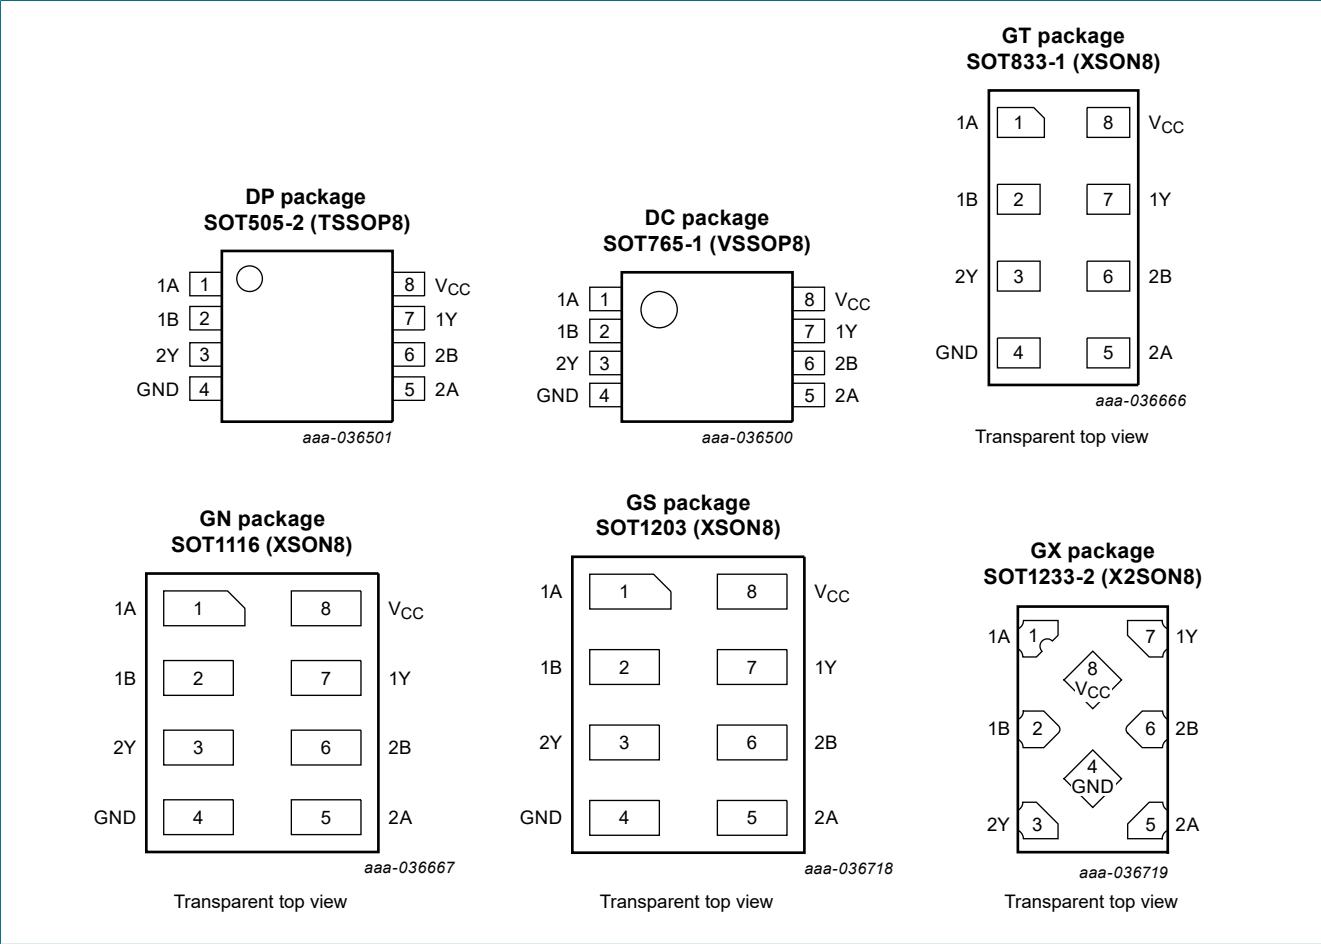 DP package
SOT505-2 (TSSOP8)
1A 1 8 VCC
1B 2 7 1Y
2Y 3 6 2B
GND 4 5 2A
aaa-036501
DC package
SOT765-1 (VSSOP8)
1A 1 8 VCC
1B 2 7 1Y
2Y 3 6 2B
GND 4 5 2A
aaa-036500
GT package
SOT833-1 (XSON8)
1A 1 8 VCC
1B 2 7 1Y
2Y 3 6 2B
GND 4 5 2A
aaa-036666
Transparent top view
GN package
SOT1116 (XSON8)
1A 1 8 VCC
1B 2 7 1Y
2Y 3 6 2B
GND 4 5 2A
aaa-036667
Transparent top view
GS package
SOT1203 (XSON8)
1A 1 8 VCC
1B 2 7 1Y
2Y 3 6 2B
GND 4 5 2A
aaa-036718
Transparent top view
GX package
SOT1233-2 (X2SON8)
1A 1 7 1Y
8
VCC
1B 2 6 2B
4
GND
2Y 3 5 2A
aaa-036719
Transparent top view